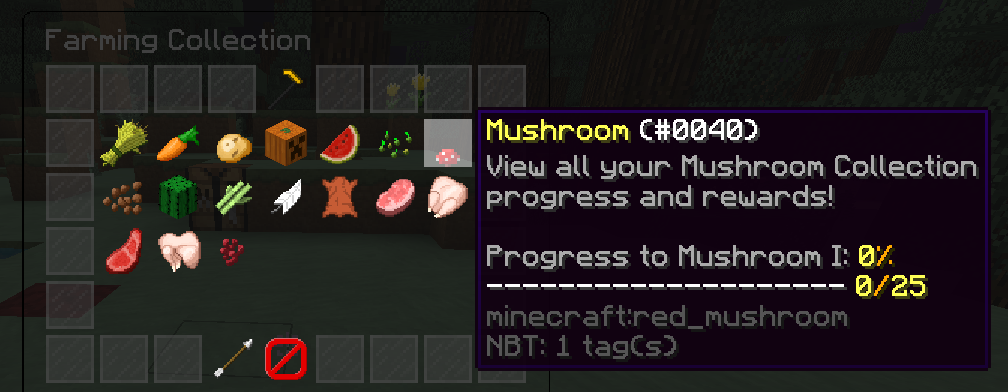 Farming Collection
Mushroom (#0040)
View all your Mushroom Collection
progress and rewards!
Progress to Mushroom I: 0%
-------------------- 0/25
minecraft:red_mushroom
NBT: 1 tag(s)